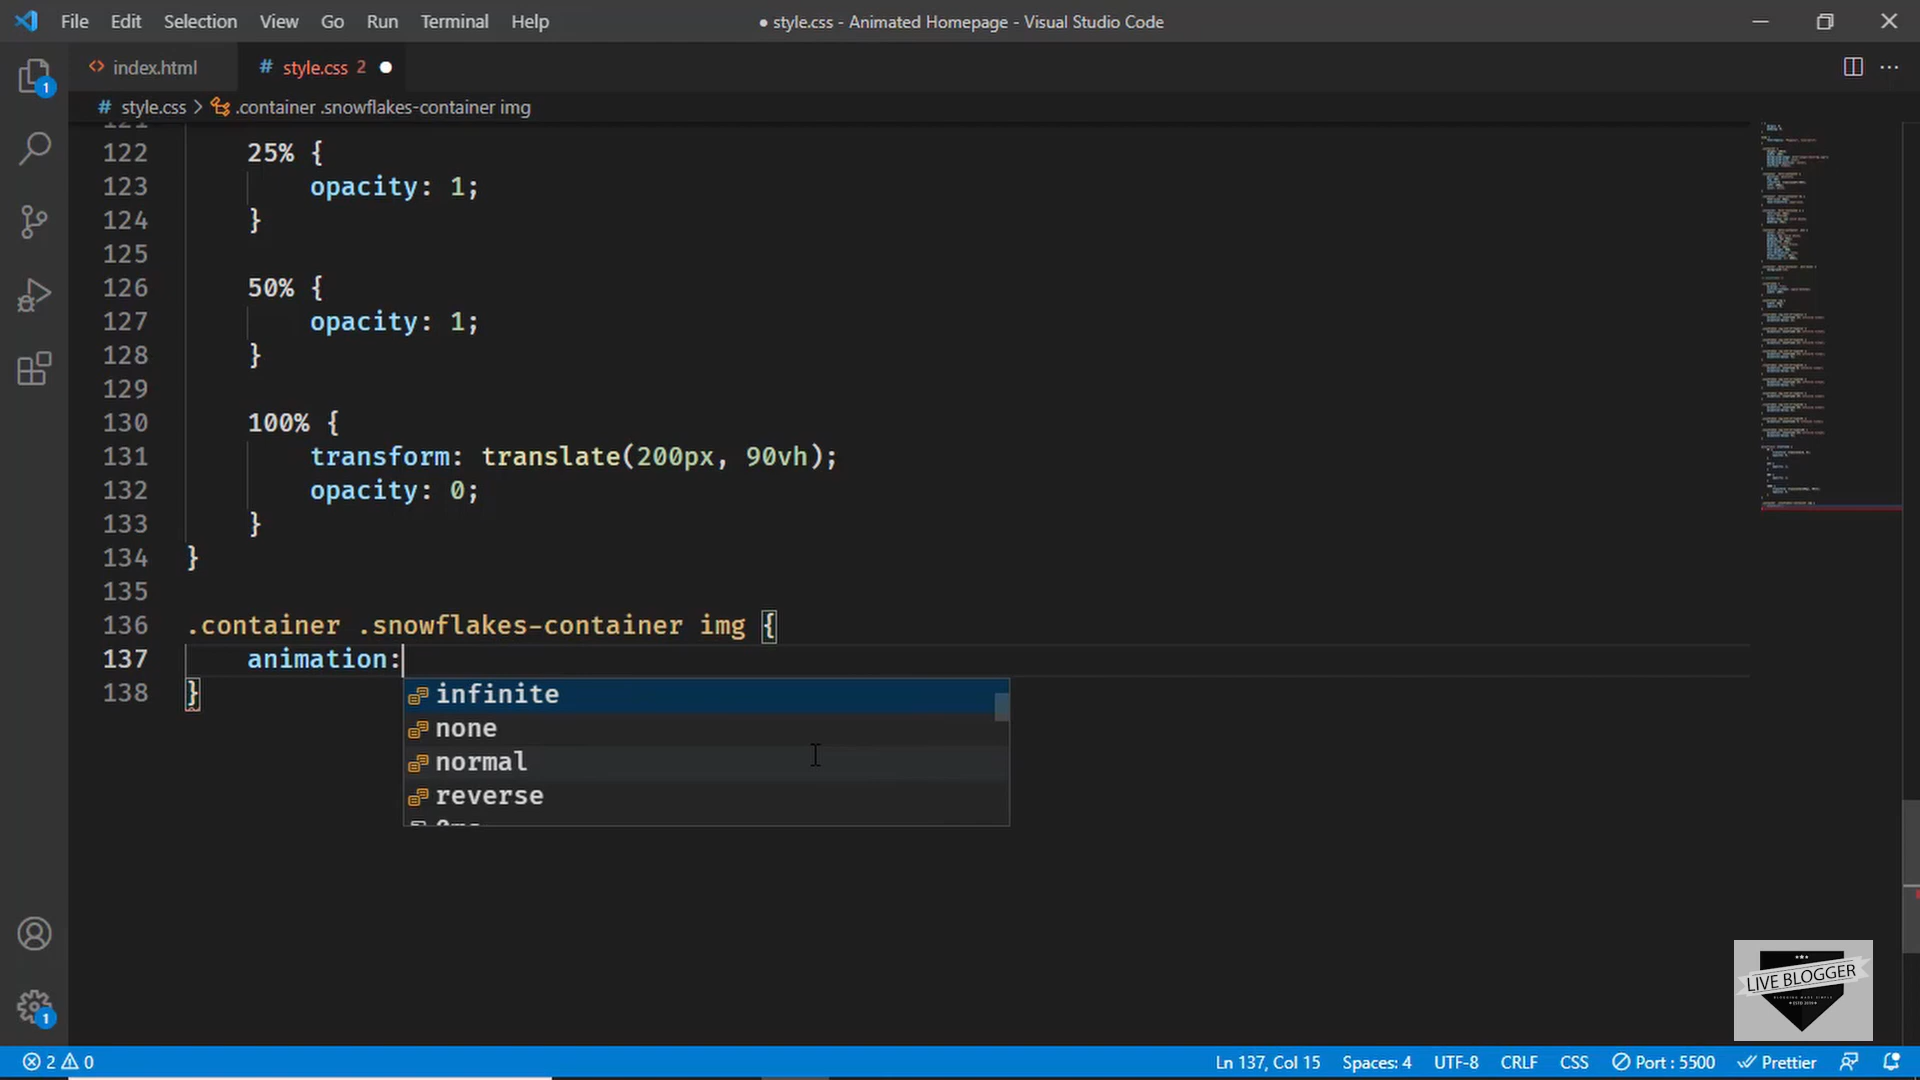 File Edit Selection View Go Run Terminal Help ● style.css - Animated Homepage - Visual Studio Code
<> index.html # style.css 2 ●
# style.css > .container .snowflakes-container img
121
122 25% {
123 opacity: 1;
124 }
125
126 50% {
127 opacity: 1;
128 }
129
130 100% {
131 transform: translate(200px, 90vh);
132 opacity: 0;
133 }
134 }
135
136 .container .snowflakes-container img {
137 animation:
138 }
infinite
none
normal
reverse
1
1
LIVE BLOGGER
2 0 Ln 137, Col 15 Spaces: 4 UTF-8 CRLF CSS Port : 5500 Prettier